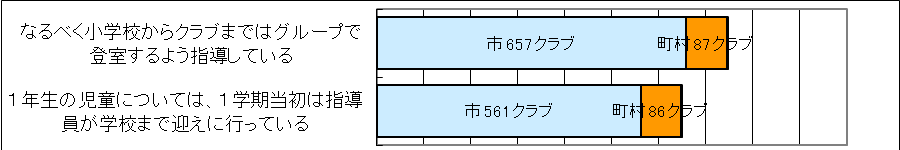 なるべく小学校からクラブまではグループで
登室するよう指導している
市657クラブ
町村87クラブ
1年生の児童については、1学期当初は指導
員が学校まで迎えに行っている
市561クラブ
町村86クラブ